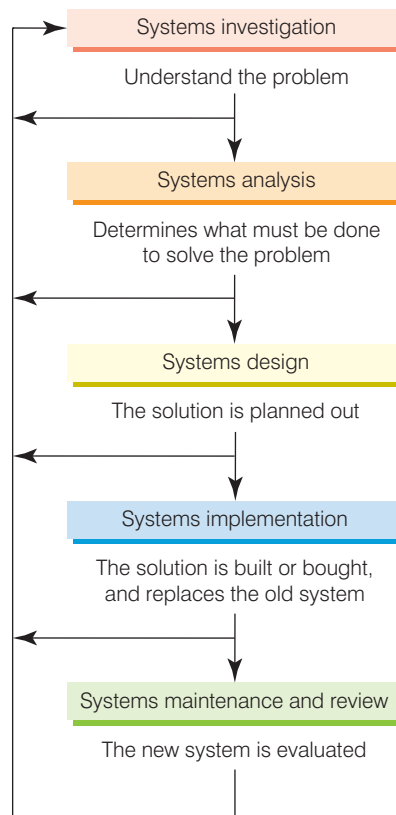 Systems investigation
Understand the problem
Systems analysis
Determines what must be done
to solve the problem
Systems design
The solution is planned out
Systems implementation
The solution is built or bought,
and replaces the old system
Systems maintenance and review
The new system is evaluated